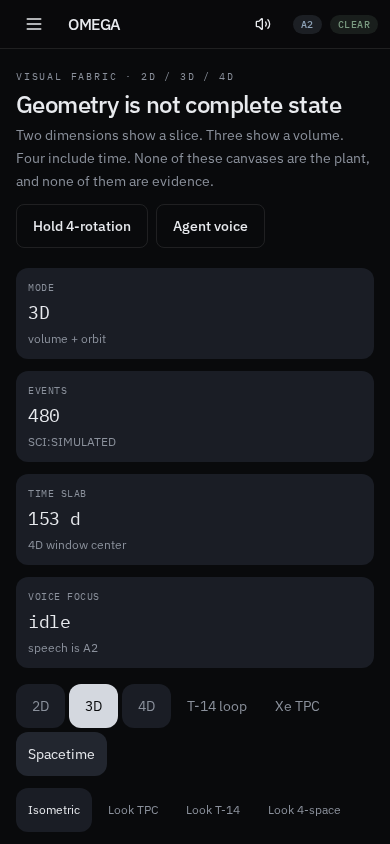 OMEGA A2 CLEAR
VISUAL FABRIC · 2D / 3D / 4D
Geometry is not complete state
Two dimensions show a slice. Three show a volume.
Four include time. None of these canvases are the plant,
and none of them are evidence.
Hold 4-rotation Agent voice
MODE
3D
volume + orbit
EVENTS
480
SCI:SIMULATED
TIME SLAB
153 d
4D window center
VOICE FOCUS
idle
speech is A2
2D 3D 4D T-14 loop Xe TPC
Spacetime
Isometric Look TPC Look T-14 Look 4-space